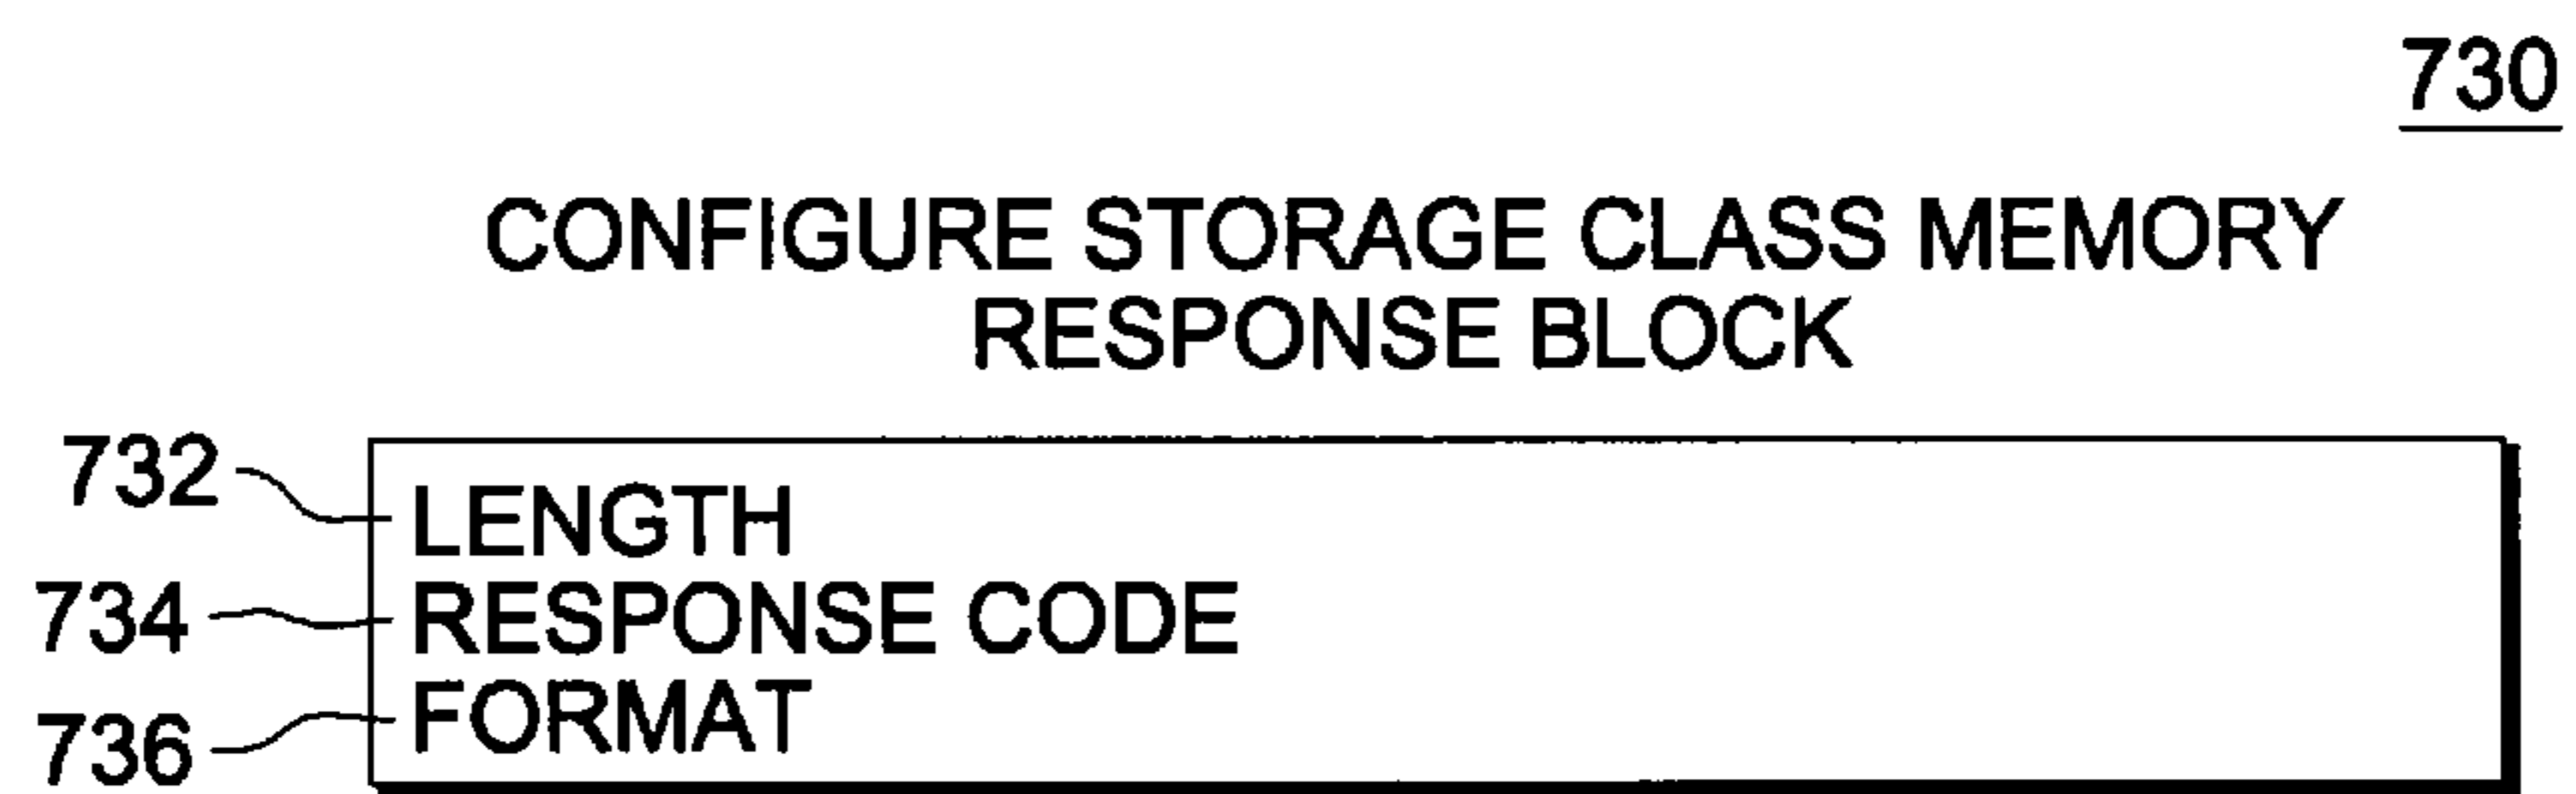 730
CONFIGURE STORAGE CLASS MEMORY
RESPONSE BLOCK
732 LENGTH
734 RESPONSE CODE
736 FORMAT